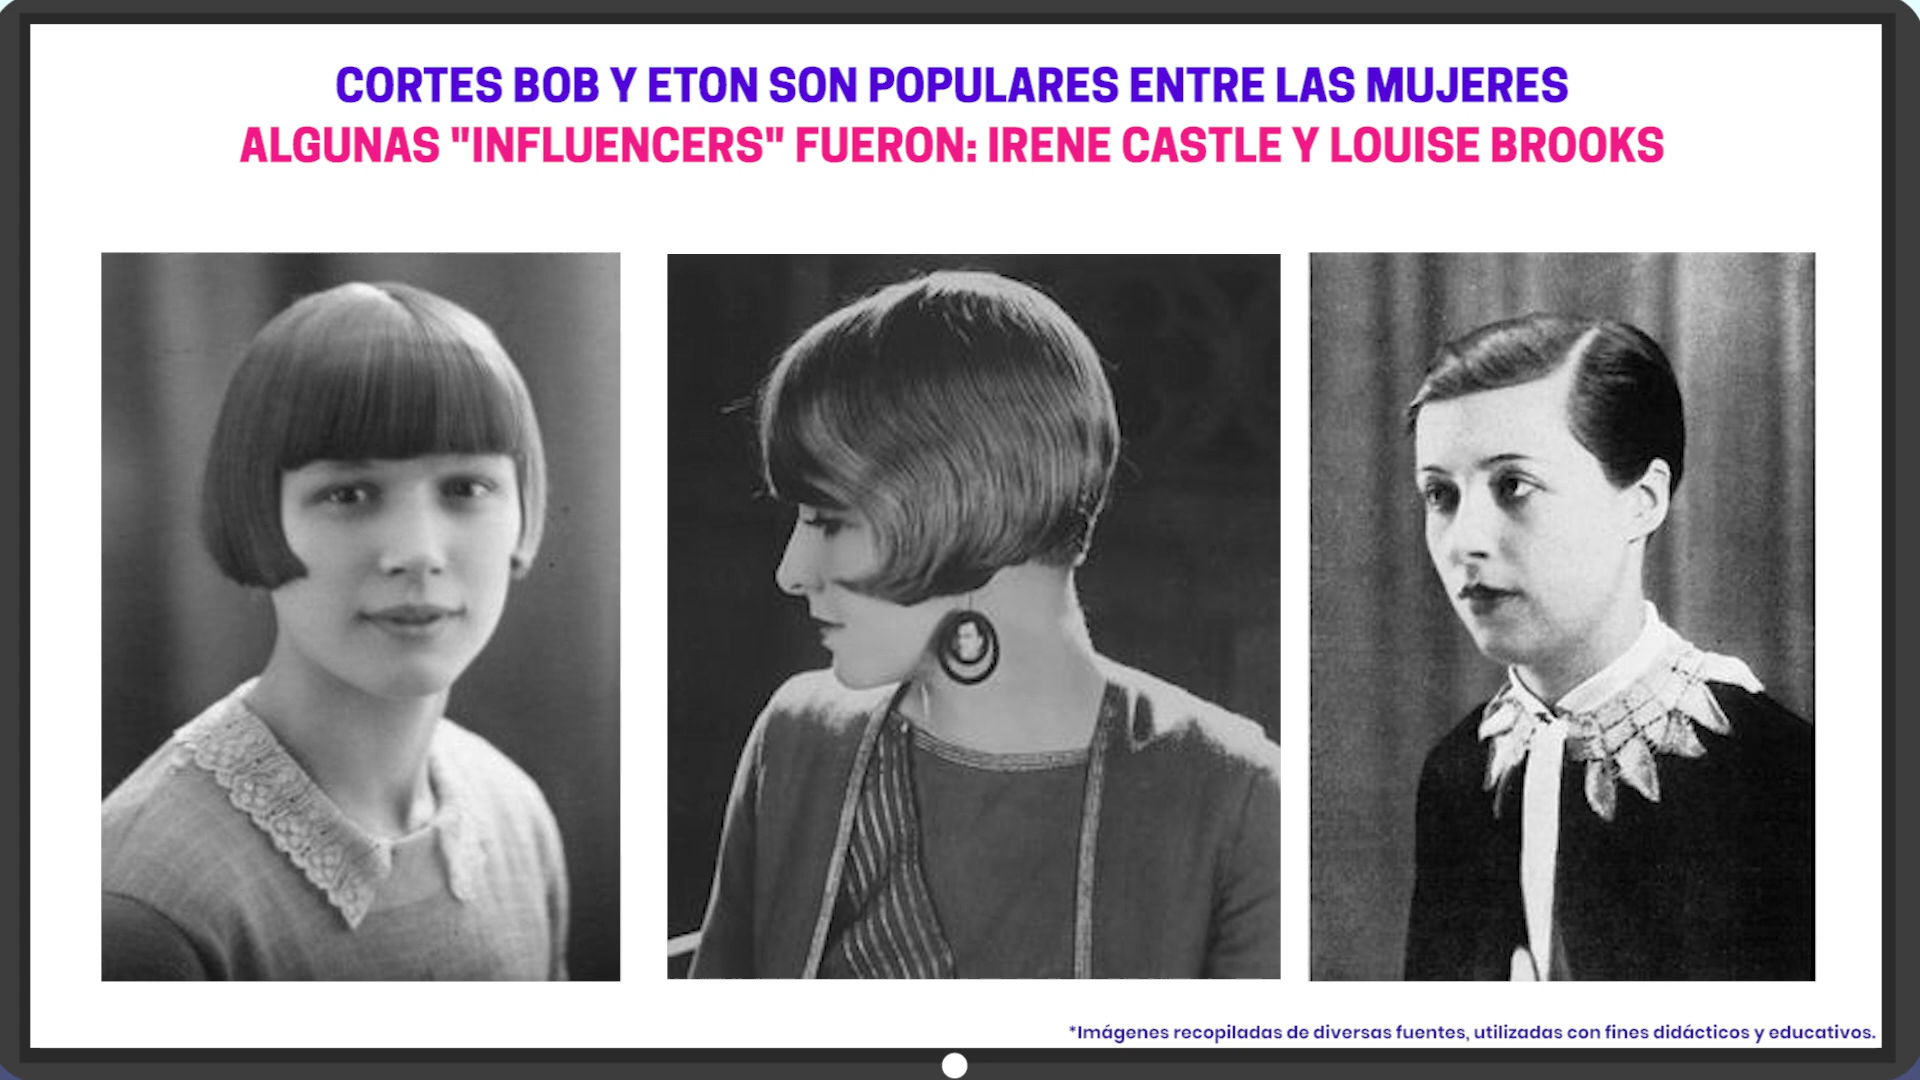 CORTES BOB Y ETON SON POPULARES ENTRE LAS MUJERES
ALGUNAS "INFLUENCERS" FUERON: IRENE CASTLE Y LOUISE BROOKS
*Imágenes recopiladas de diversas fuentes, utilizadas con fines didácticos y educativos.